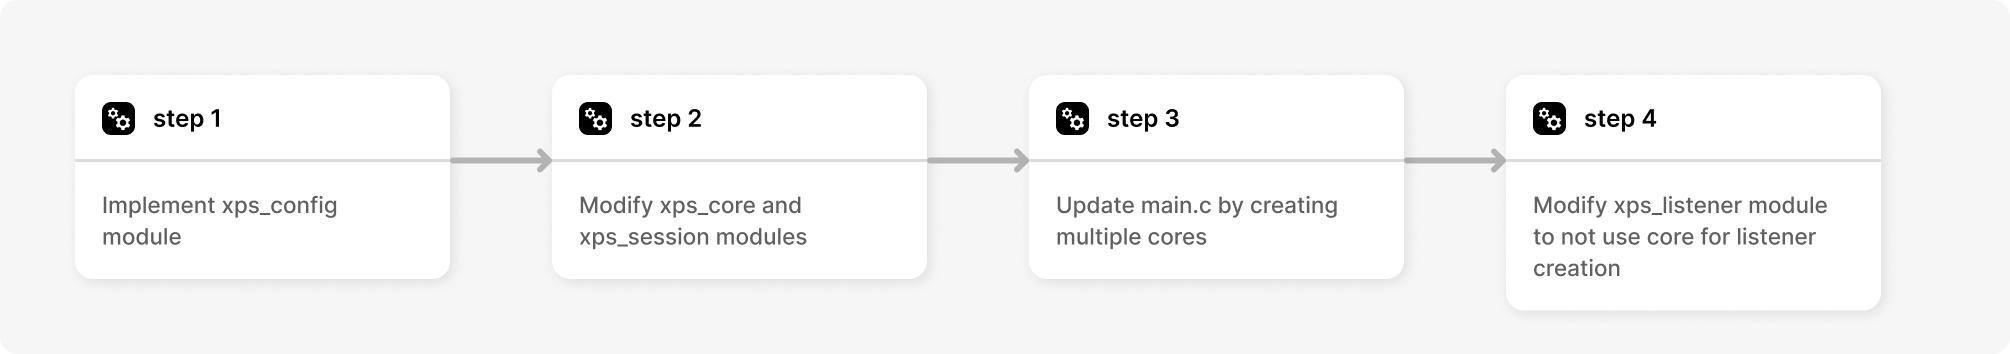 step 1
Implement xps_config
module
step 2
Modify xps_core and
xps_session modules
step 3
Update main.c by creating
multiple cores
step 4
Modify xps_listener module
to not use core for listener
creation